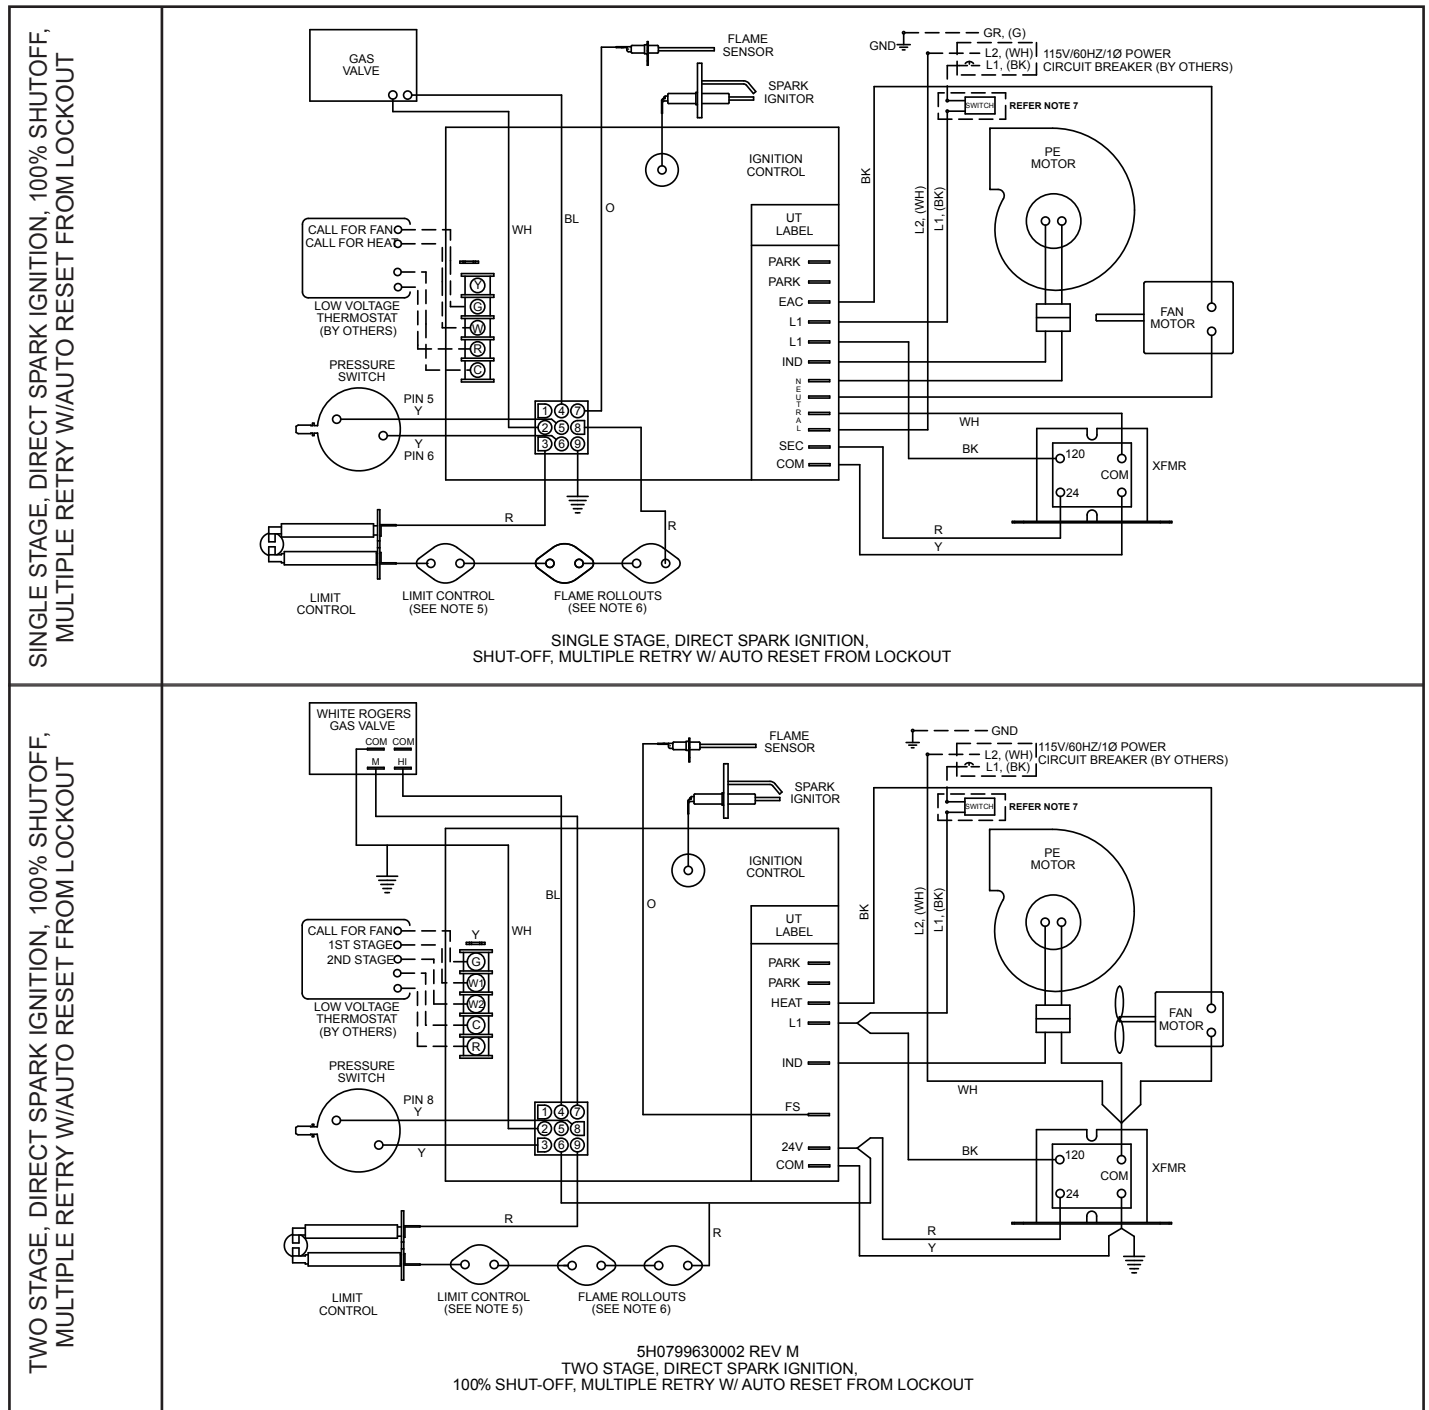 SINGLE STAGE, DIRECT SPARK IGNITION, 100% SHUTOFF,
MULTIPLE RETRY W/AUTO RESET FROM LOCKOUT
GAS
VALVE
FLAME
SENSOR
SPARK
IGNITOR
GND
GR, (G)
L2, (WH)
L1, (BK)
115V/60HZ/1Ø POWER
CIRCUIT BREAKER (BY OTHERS)
SWITCH
REFER NOTE 7
IGNITION
CONTROL
PE
MOTOR
BK
L2, (WH)
L1, (BK)
O
BL
WH
UT
LABEL
CALL FOR FAN
CALL FOR HEAT
LOW VOLTAGE
THERMOSTAT
(BY OTHERS)
Y
G
W
R
C
PARK
PARK
EAC
L1
L1
IND
NEUTRAL
SEC
COM
FAN
MOTOR
PRESSURE
SWITCH
PIN 5
Y
Y
PIN 6
1 4 7
2 5 8
3 6 9
WH
BK
120
COM
24
XFMR
R
R
R
Y
LIMIT
CONTROL
LIMIT CONTROL
(SEE NOTE 5)
FLAME ROLLOUTS
(SEE NOTE 6)
SINGLE STAGE, DIRECT SPARK IGNITION,
SHUT-OFF, MULTIPLE RETRY W/ AUTO RESET FROM LOCKOUT
TWO STAGE, DIRECT SPARK IGNITION, 100% SHUTOFF,
MULTIPLE RETRY W/AUTO RESET FROM LOCKOUT
WHITE ROGERS
GAS VALVE
COM COM
M HI
FLAME
SENSOR
SPARK
IGNITOR
GND
L2, (WH)
L1, (BK)
115V/60HZ/1Ø POWER
CIRCUIT BREAKER (BY OTHERS)
SWITCH
REFER NOTE 7
IGNITION
CONTROL
PE
MOTOR
BK
L2, (WH)
L1, (BK)
O
BL
WH
UT
LABEL
CALL FOR FAN
1ST STAGE
2ND STAGE
LOW VOLTAGE
THERMOSTAT
(BY OTHERS)
Y
G
W1
W2
C
R
PARK
PARK
HEAT
L1
IND
FS
24V
COM
FAN
MOTOR
PRESSURE
SWITCH
PIN 8
Y
Y
1 4 7
2 5 8
3 6 9
WH
BK
120
COM
24
XFMR
R
R
R
Y
LIMIT
CONTROL
LIMIT CONTROL
(SEE NOTE 5)
FLAME ROLLOUTS
(SEE NOTE 6)
5H0799630002 REV M
TWO STAGE, DIRECT SPARK IGNITION,
100% SHUT-OFF, MULTIPLE RETRY W/ AUTO RESET FROM LOCKOUT